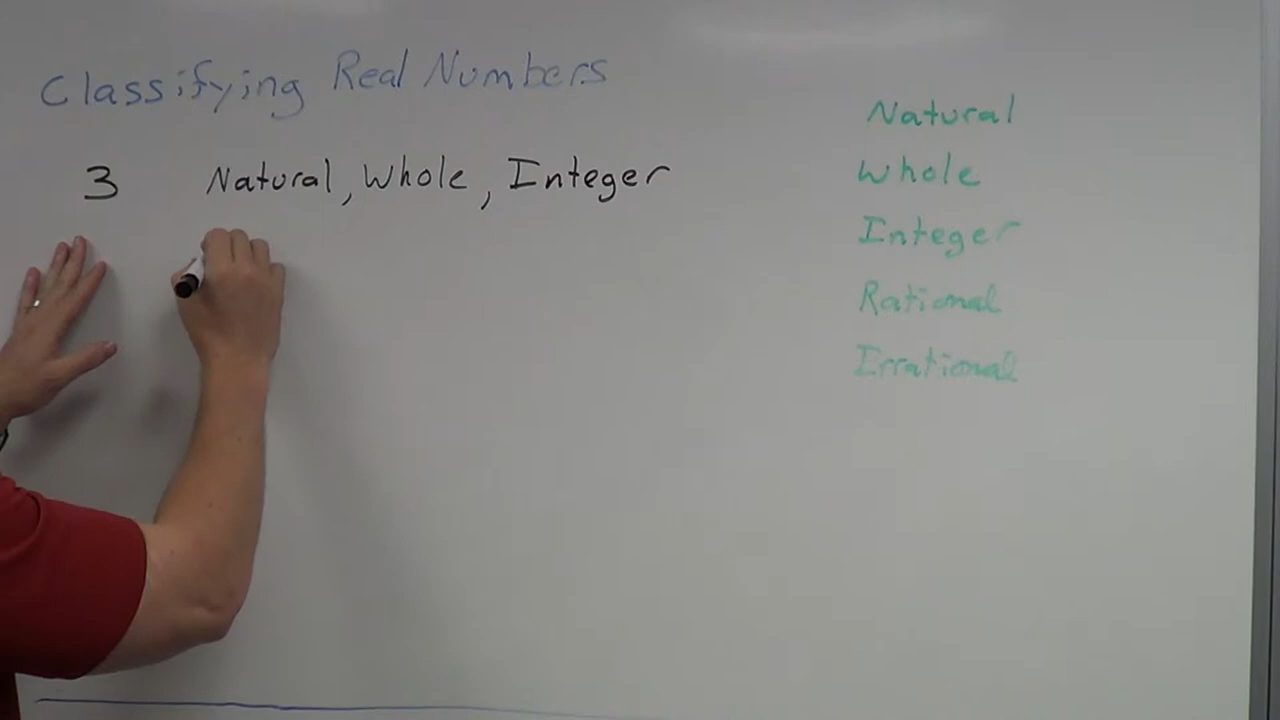 Classifying Real Numbers
3 Natural, Whole, Integer
Natural
Whole
Integer
Rational
Irrational